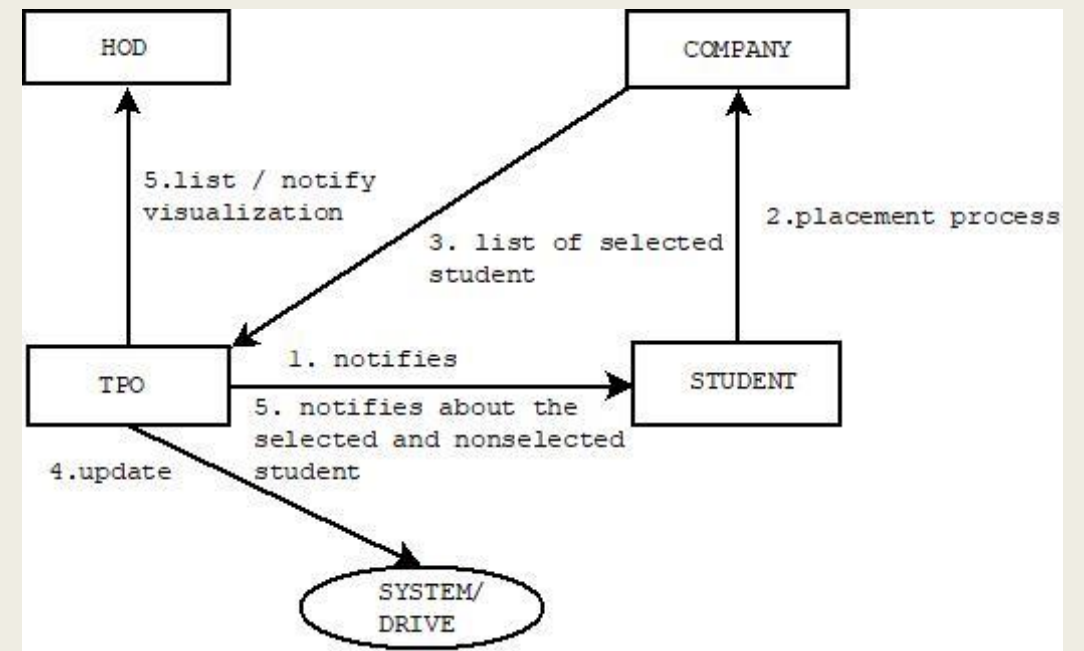 HOD
COMPANY
5.list / notify
visualization
2.placement process
3. list of selected
student
1. notifies
TPO
STUDENT
5. notifies about the
selected and nonselected
student
4.update
SYSTEM/
DRIVE